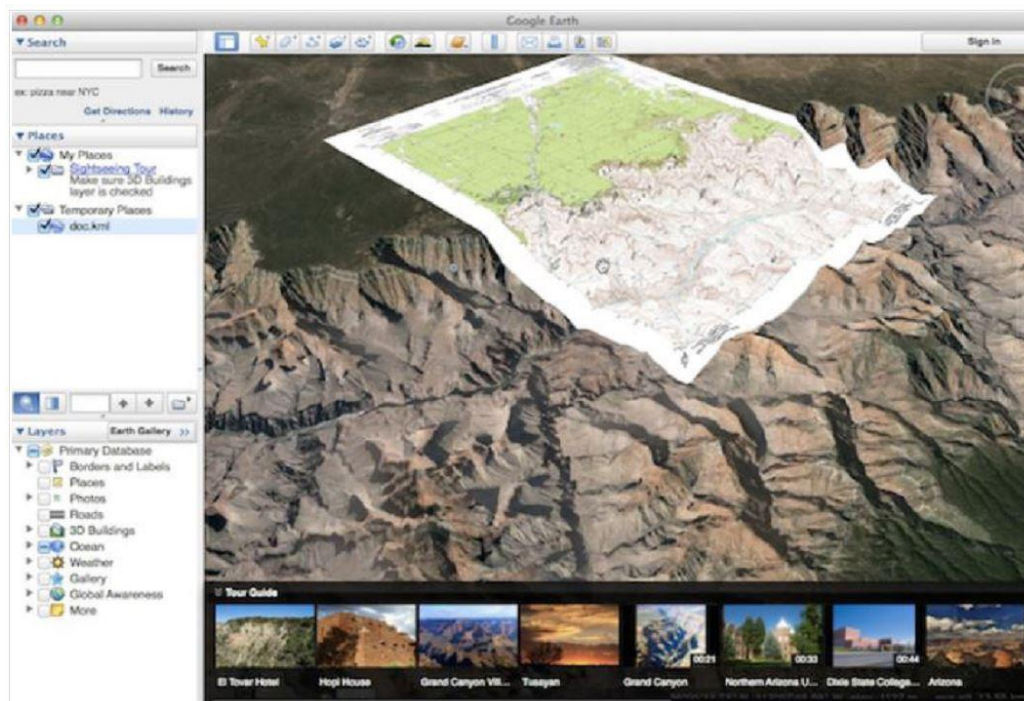 Google Earth
Search
Sign in
Search
ex: pizza near NYC
Get Directions History
Places
My Places
Sightseeing Tour
Make sure 3D Buildings
layer is checked
Temporary Places
doc.kml
Layers
Earth Gallery >>
Primary Database
Borders and Labels
Places
Photos
Roads
3D Buildings
Ocean
Weather
Gallery
Global Awareness
More
Tour Guide
00:21
00:33
00:44
El Tovar Hotel
Hopi House
Grand Canyon Vill...
Tusayan
Grand Canyon
Northern Arizona U...
Dixie State College...
Arizona